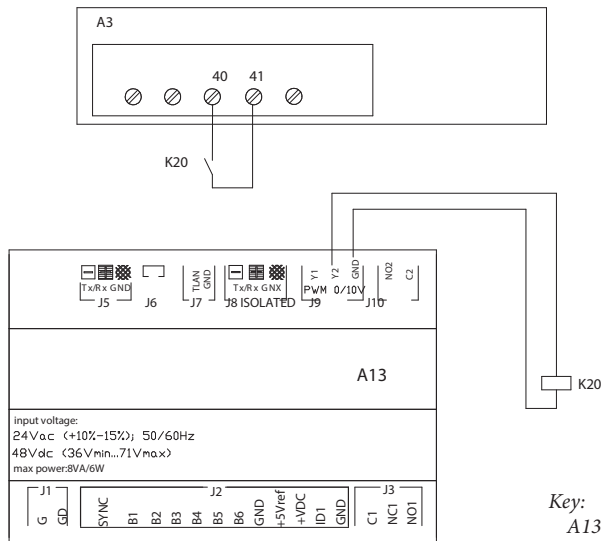 A3
40 41
K20
Y1 Y2 GND NO2 C2
TLAN GND
Tx/Rx GND Tx/Rx GNX PWM 0/10V
J5 J6 J7 J8 ISOLATED J9 J10
A13
K20
input voltage:
24Vac (+10%-15%); 50/60Hz
48Vdc (36Vmin...71Vmax)
max power:8VA/6W
J1 J2 J3
G GD SYNC B1 B2 B3 B4 B5 B6 GND +5Vref +VDC ID1 GND C1 NC1 NO1
Key:
A13